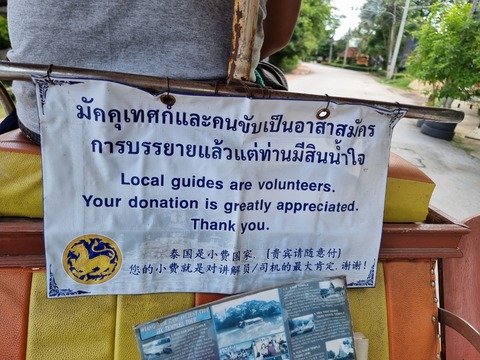 มัคคุเทศก์และคนขับเป็นอาสาสมัคร
การบรรยายแล้วแต่ท่านมีสินน้ำใจ
Local guides are volunteers.
Your donation is greatly appreciated.
Thank you.
泰国是小费国家. (贵宾请随意付)
您的小费就是对讲解员/司机的最大肯定. 谢谢!